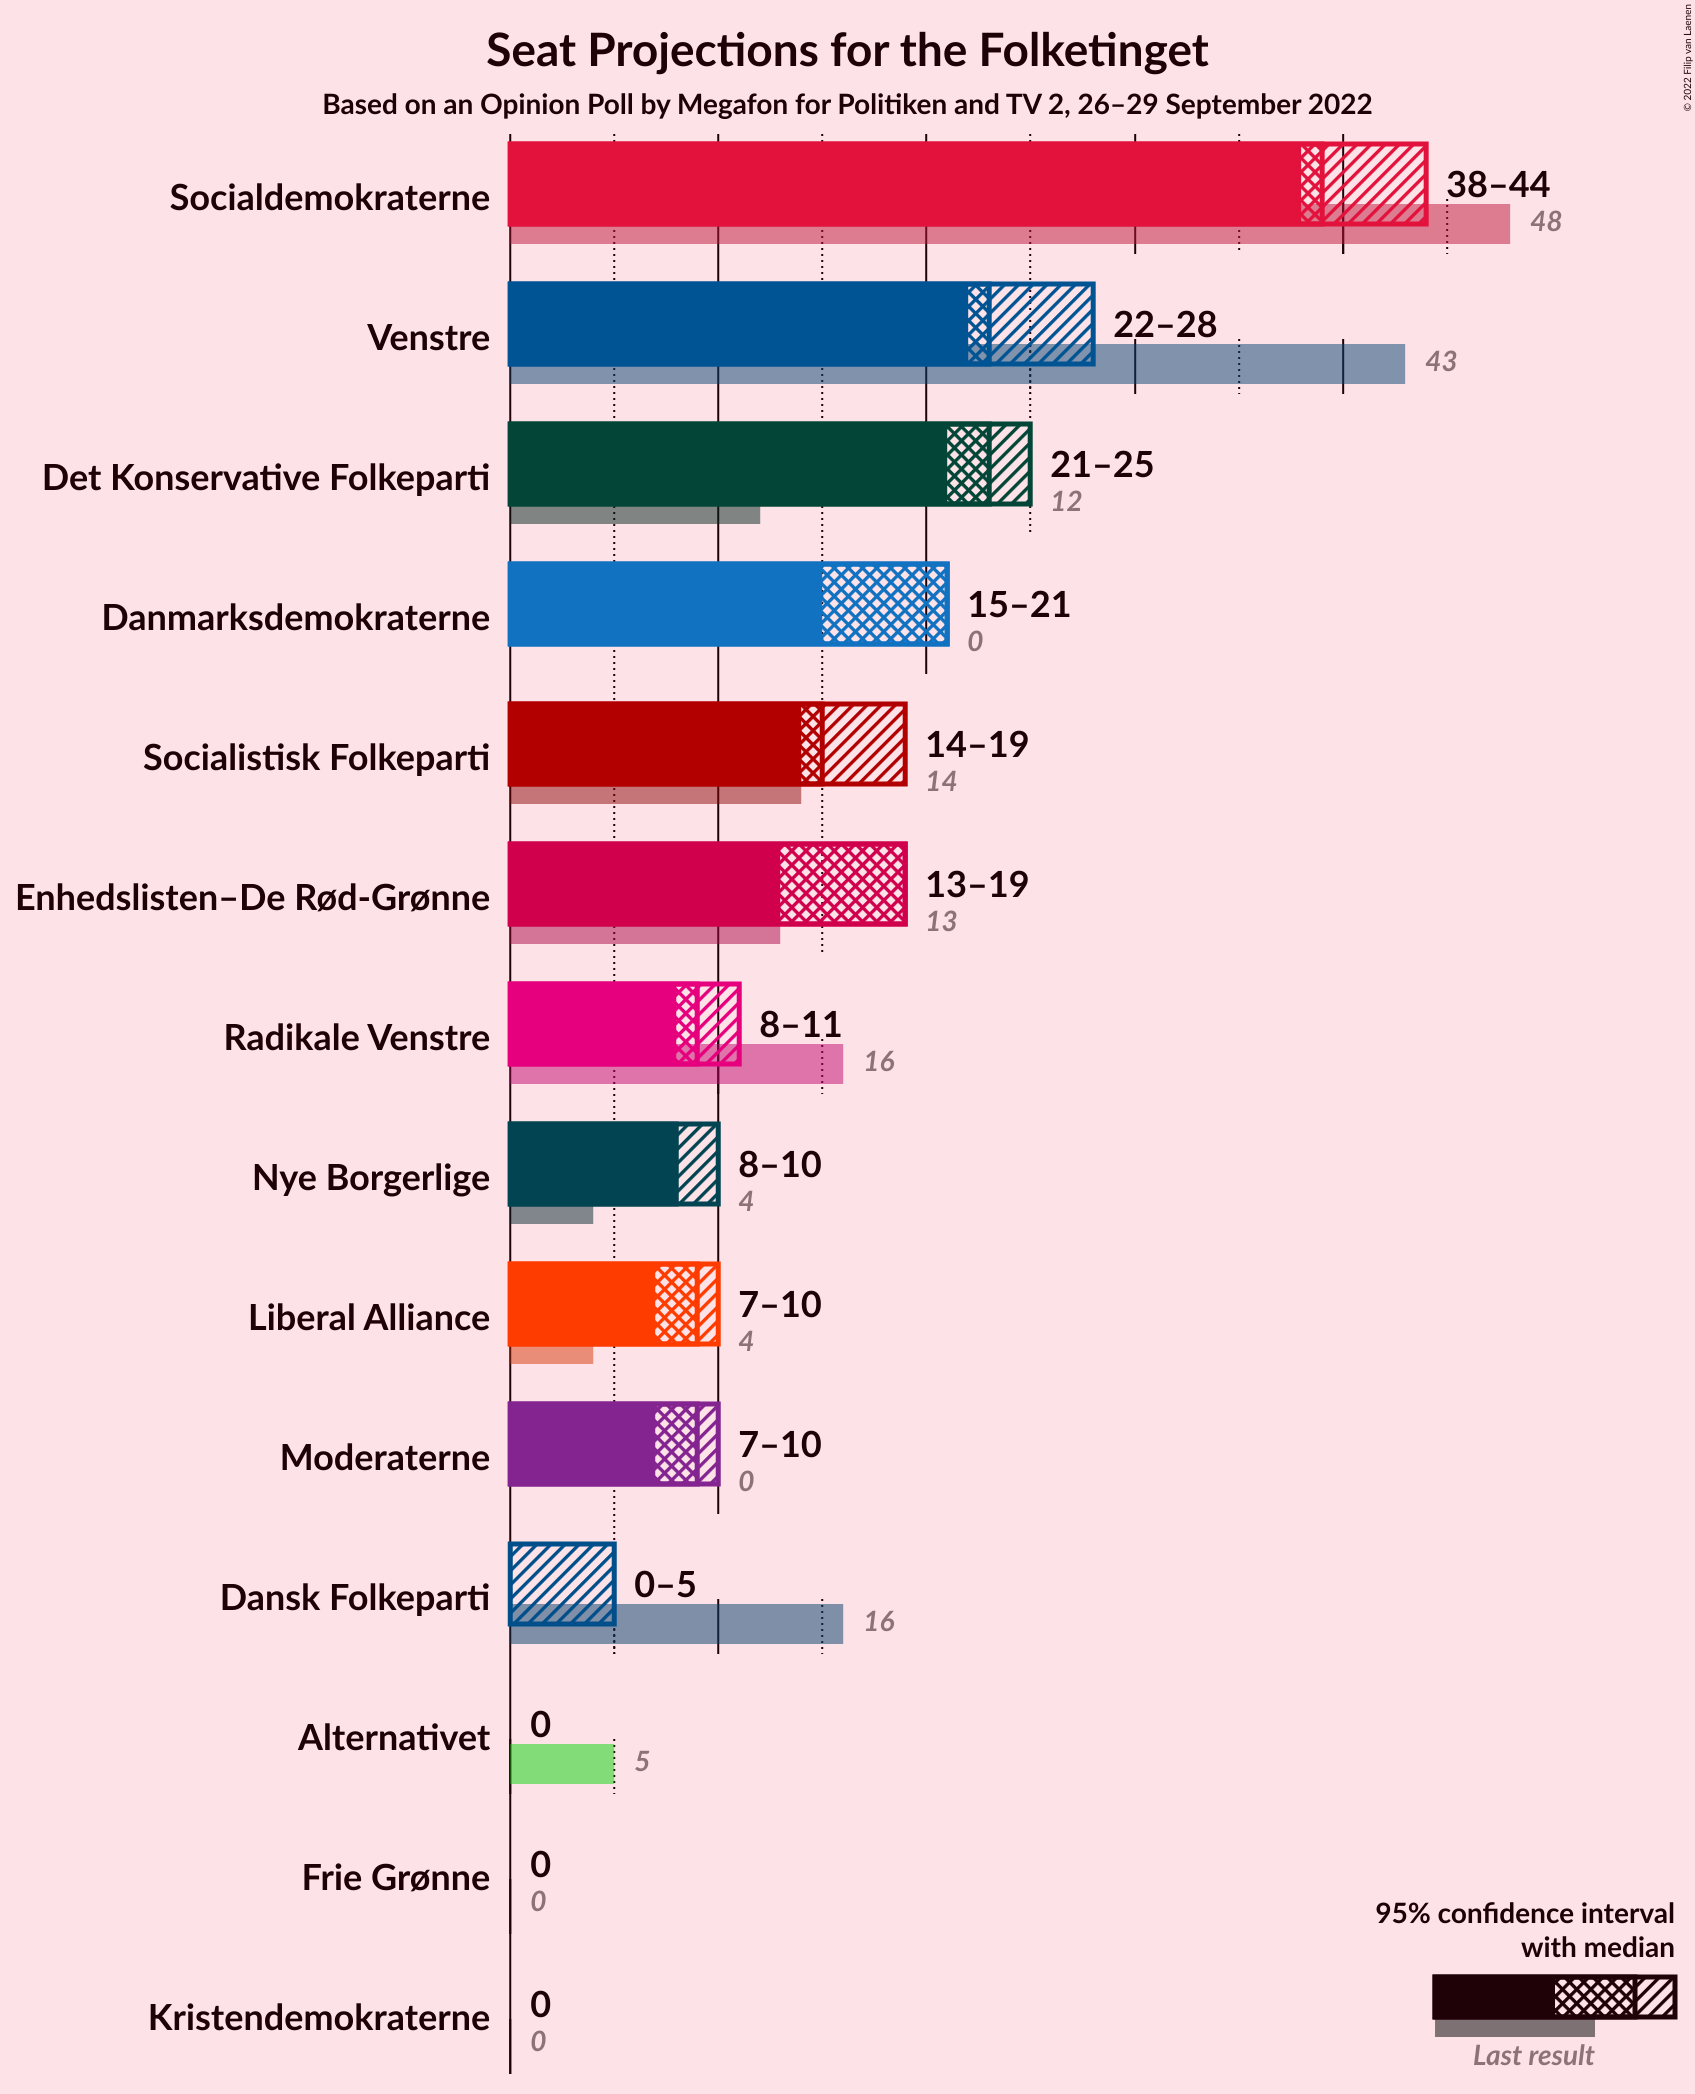 Seat Projections for the Folketinget
Based on an Opinion Poll by Megafon for Politiken and TV 2, 26–29 September 2022
© 2022 Filip van Laenen
Socialdemokraterne
38–44
48
Venstre
22–28
43
Det Konservative Folkeparti
21–25
12
Danmarksdemokraterne
15–21
0
Socialistisk Folkeparti
14–19
14
Enhedslisten–De Rød-Grønne
13–19
13
Radikale Venstre
8–11
16
Nye Borgerlige
8–10
4
Liberal Alliance
7–10
4
Moderaterne
7–10
0
Dansk Folkeparti
0–5
16
Alternativet
0
5
Frie Grønne
0
0
Kristendemokraterne
0
0
95% confidence interval
with median
Last result